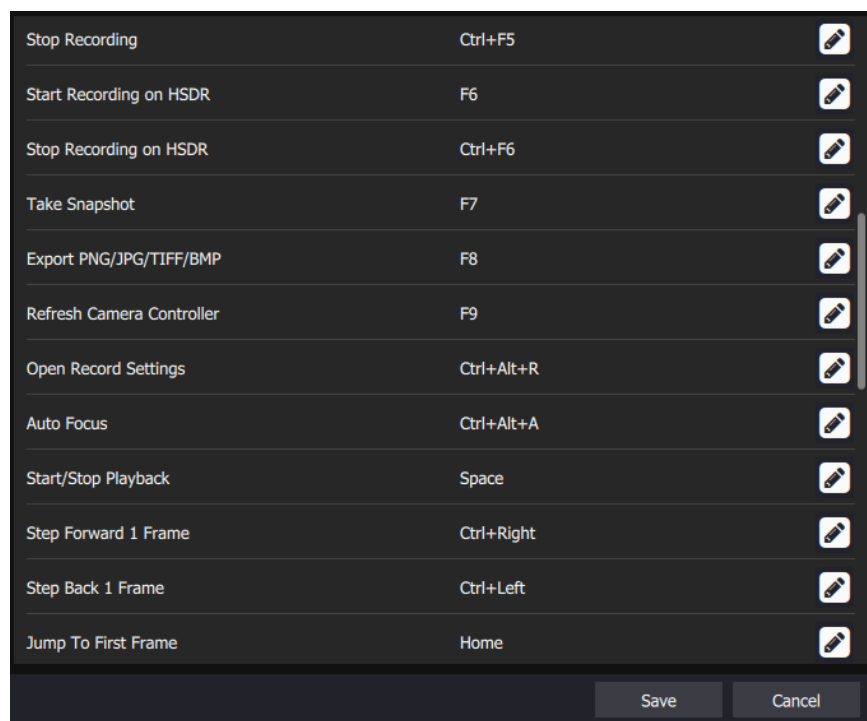 Stop Recording Ctrl+F5
Start Recording on HSDR F6
Stop Recording on HSDR Ctrl+F6
Take Snapshot F7
Export PNG/JPG/TIFF/BMP F8
Refresh Camera Controller F9
Open Record Settings Ctrl+Alt+R
Auto Focus Ctrl+Alt+A
Start/Stop Playback Space
Step Forward 1 Frame Ctrl+Right
Step Back 1 Frame Ctrl+Left
Jump To First Frame Home
Save Cancel